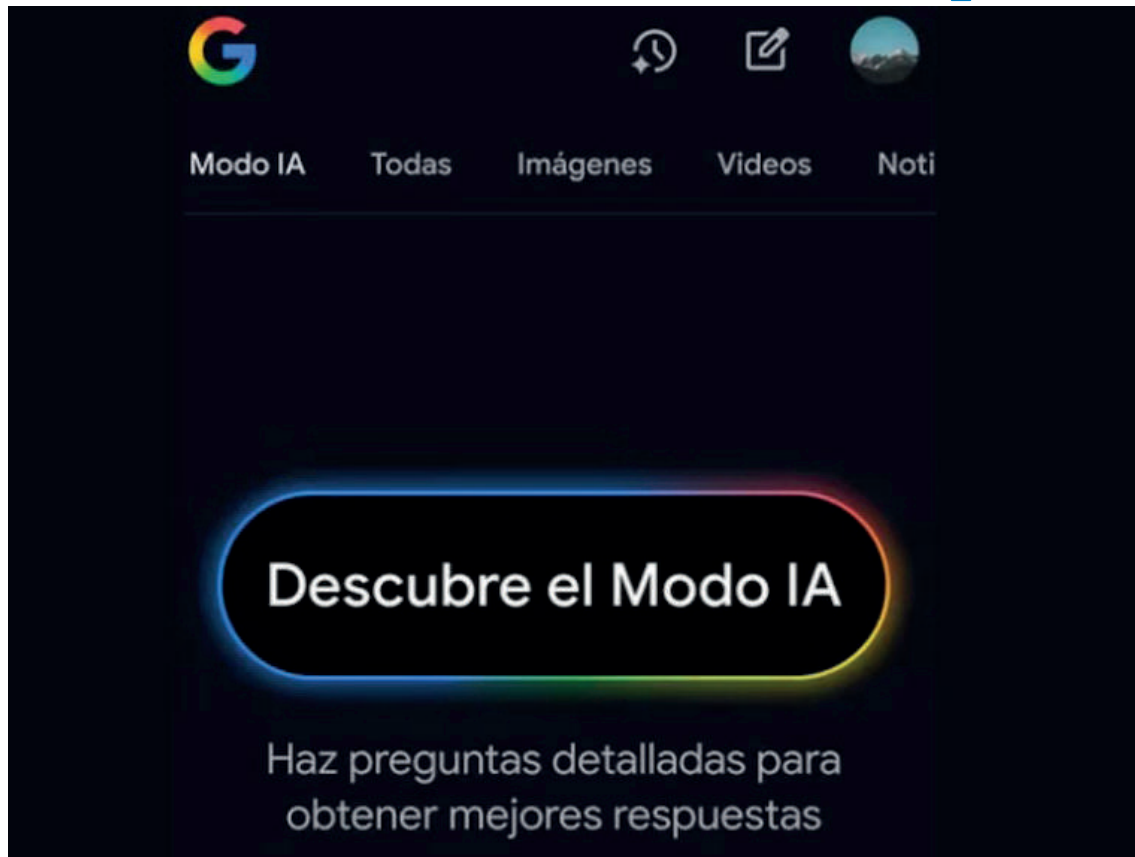 G
Modo IA Todas Imágenes Videos Noti
Descubre el Modo IA
Haz preguntas detalladas para
obtener mejores respuestas